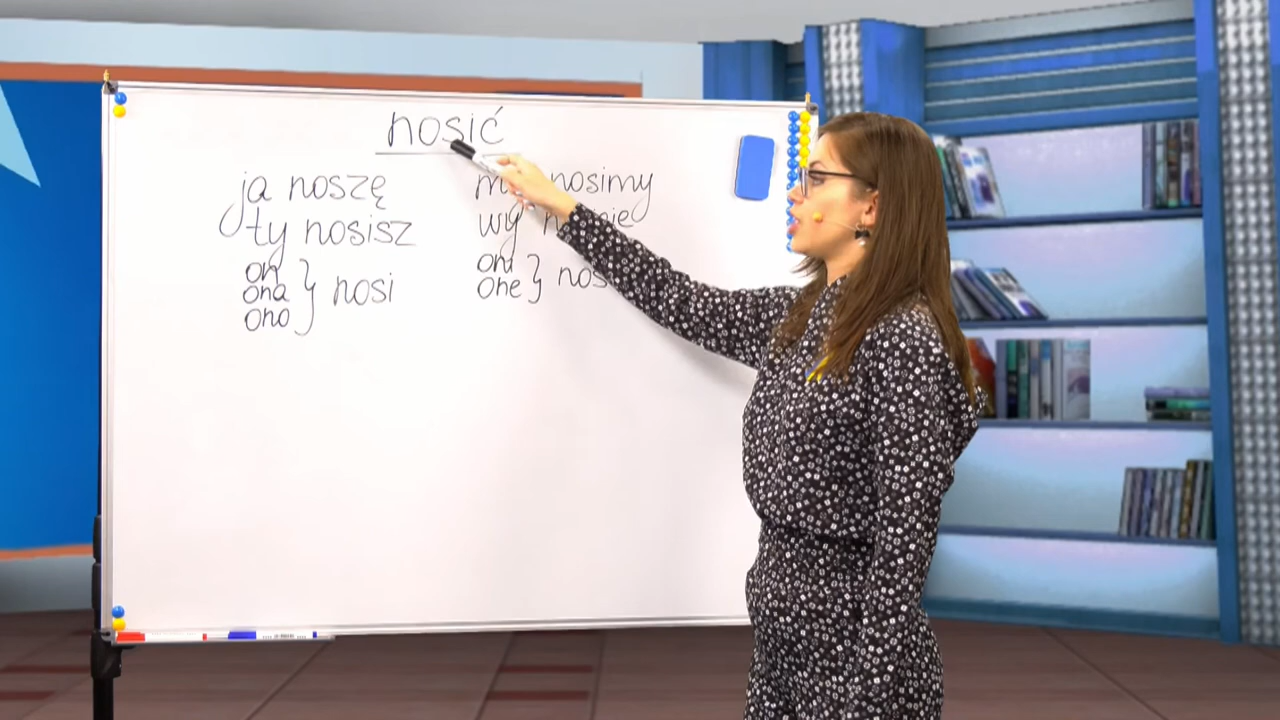 nosić
ja noszę
ty nosisz
on
ona } nosi
ono
nosimy
wy
oni
one }